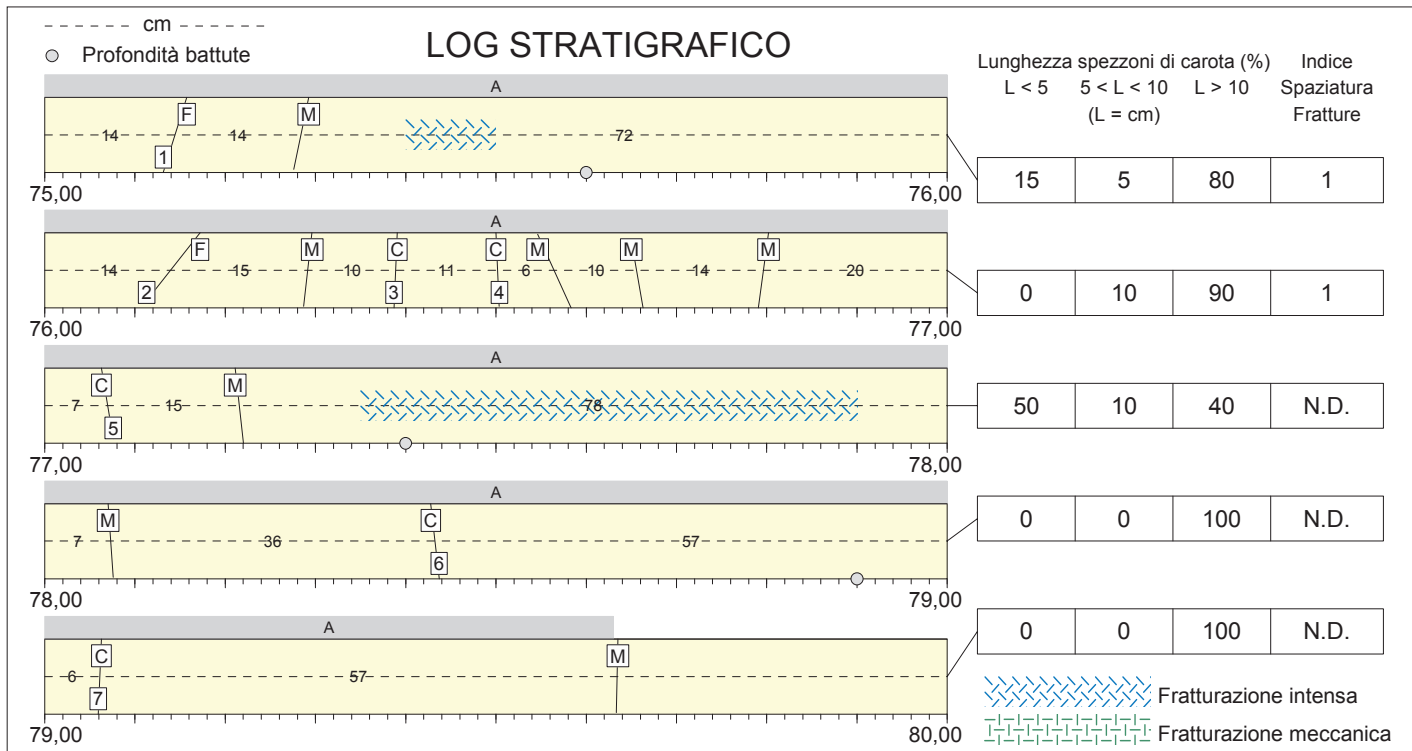 cm
Profondità battute
LOG STRATIGRAFICO
Lunghezza spezzoni di carota (%) Indice
L < 5 5 < L < 10 L > 10 Spaziatura
(L = cm) Fratture
A
F M
14 14 72
1
75,00 76,00
15 5 80 1
A
F M C C M M M
14 15 10 11 6 10 14 20
2 3 4
76,00 77,00
0 10 90 1
A
C M
7 15 78
5
77,00 78,00
50 10 40 N.D.
A
M C
7 36 57
6
78,00 79,00
0 0 100 N.D.
A
C M
6 57
7
79,00 80,00
0 0 100 N.D.
Fratturazione intensa
Fratturazione meccanica